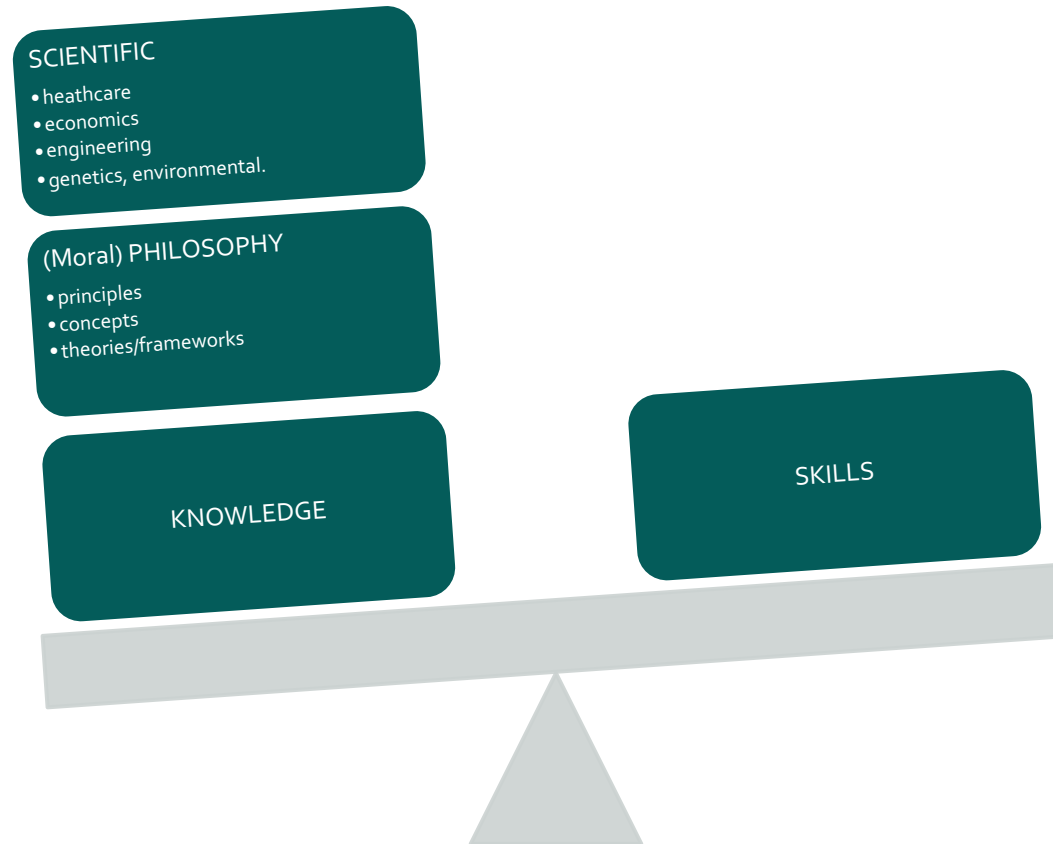 SCIENTIFIC
•heathcare
•economics
•engineering
•genetics, environmental.
(Moral) PHILOSOPHY
•principles
•concepts
•theories/frameworks
KNOWLEDGE
SKILLS